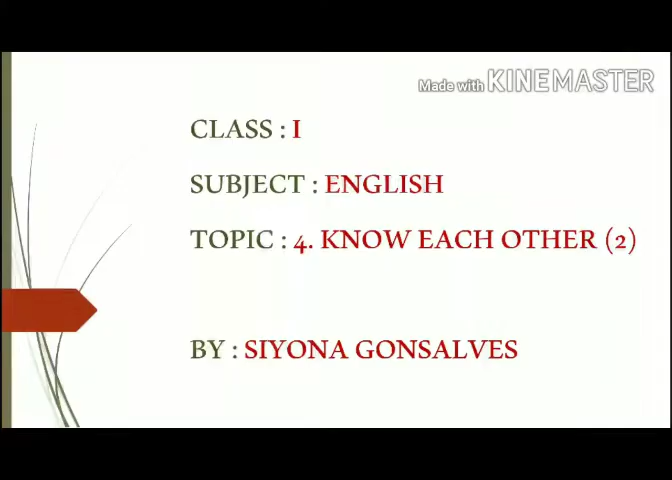 Made with KINEMASTER
CLASS : I
SUBJECT : ENGLISH
TOPIC : 4. KNOW EACH OTHER (2)
BY : SIYONA GONSALVES